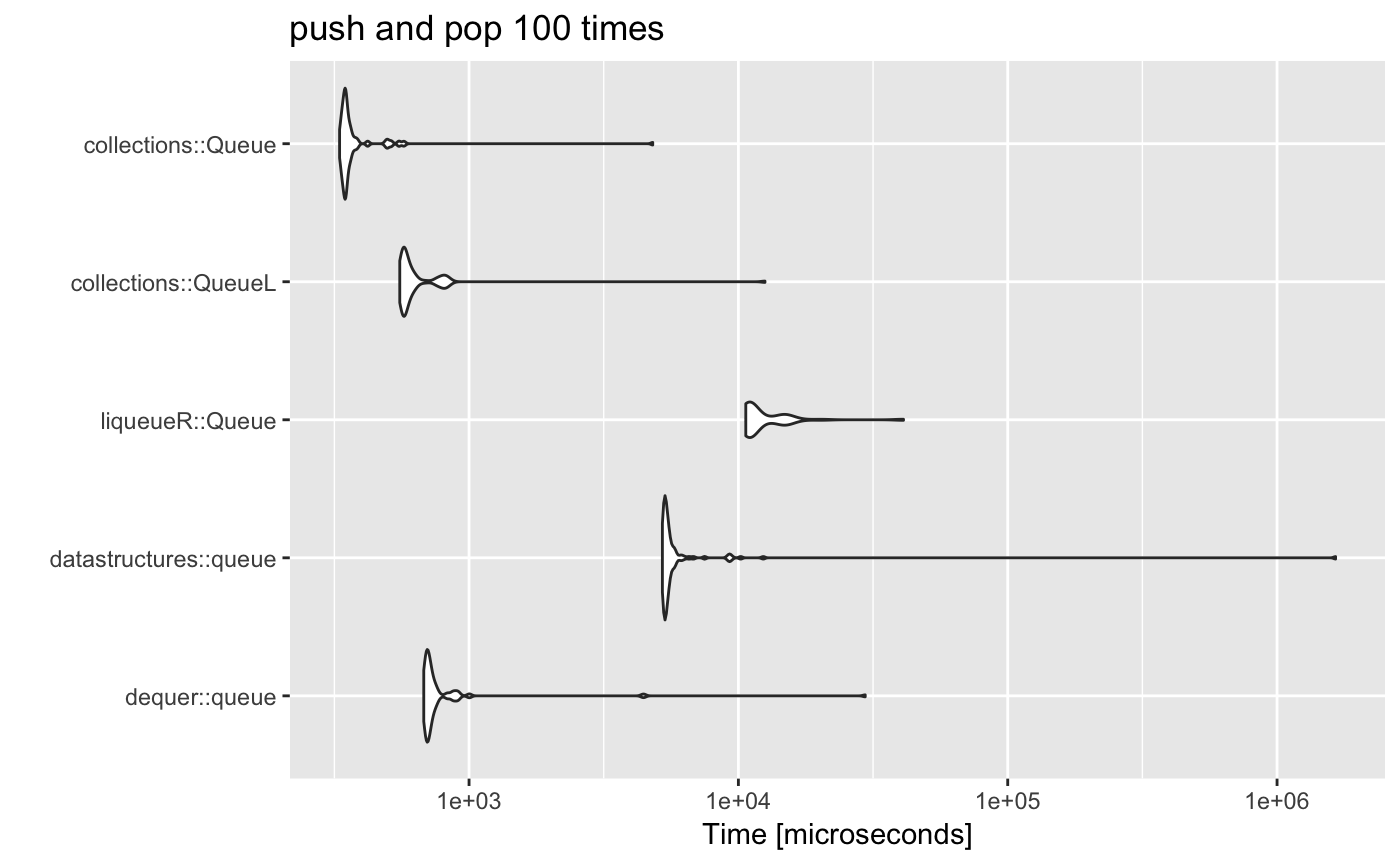 push and pop 100 times
collections::Queue
collections::QueueL
liqueueR::Queue
datastructures::queue
dequer::queue
1e+03 1e+04 1e+05 1e+06
Time [microseconds]